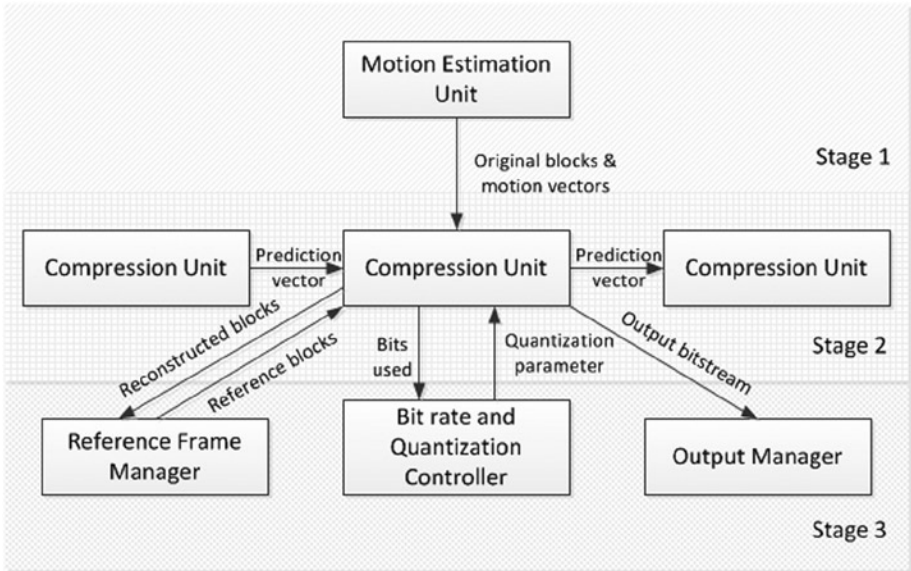 Motion Estimation
Unit
Original blocks &
motion vectors
Stage 1
Compression Unit
Prediction
vector
Compression Unit
Prediction
vector
Compression Unit
Reconstructed blocks
Reference blocks
Bits
used
Quantization
parameter
Output bitstream
Stage 2
Reference Frame
Manager
Bit rate and
Quantization
Controller
Output Manager
Stage 3